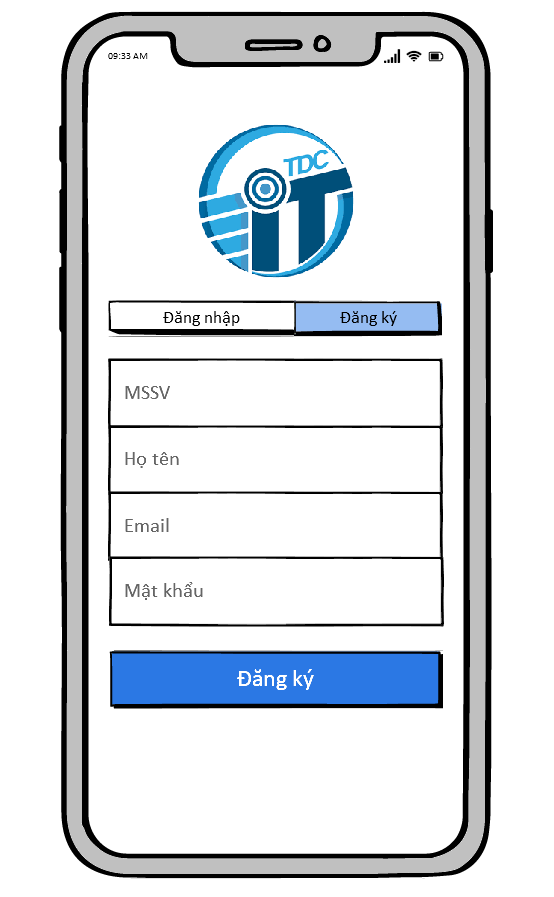 09:33 AM
TDC
iT
Đăng nhập
Đăng ký
MSSV
Họ tên
Email
Mật khẩu
Đăng ký